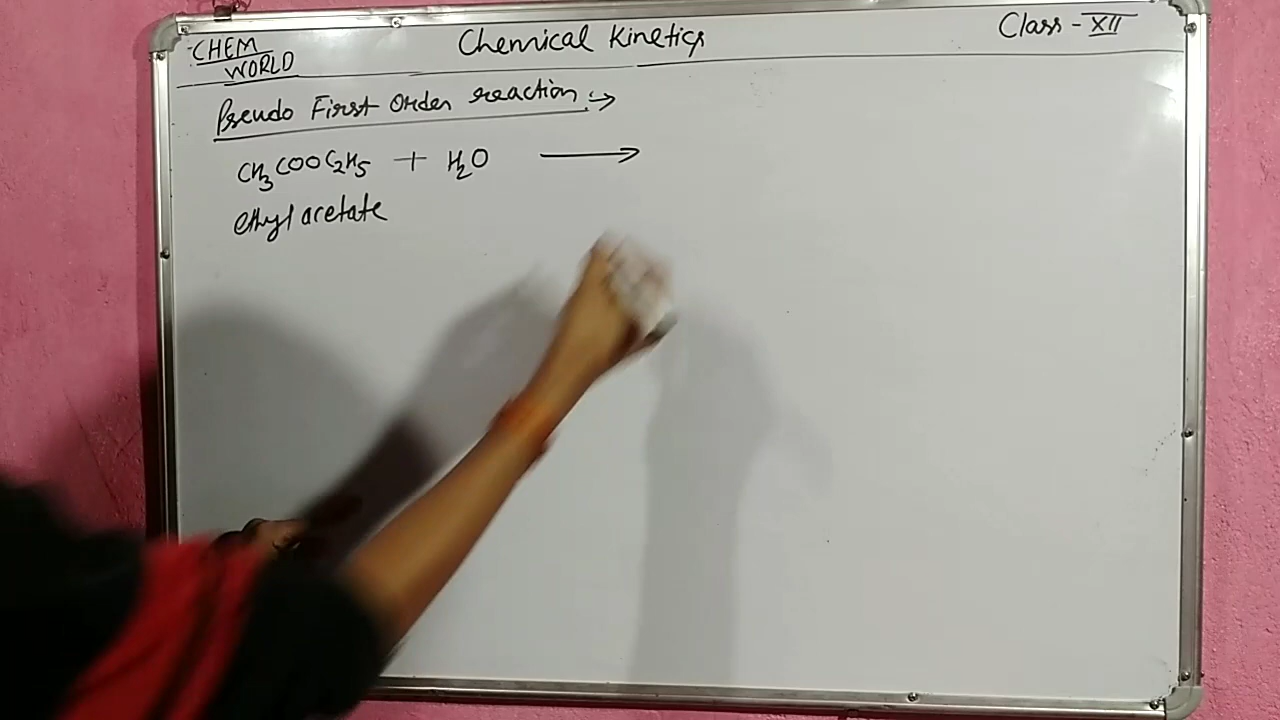 CHEM WORLD
Chemical Kinetics
Class - XII
Pseudo First Order reaction :→
CH₃COOC₂H₅ + H₂O ⟶
ethyl acetate